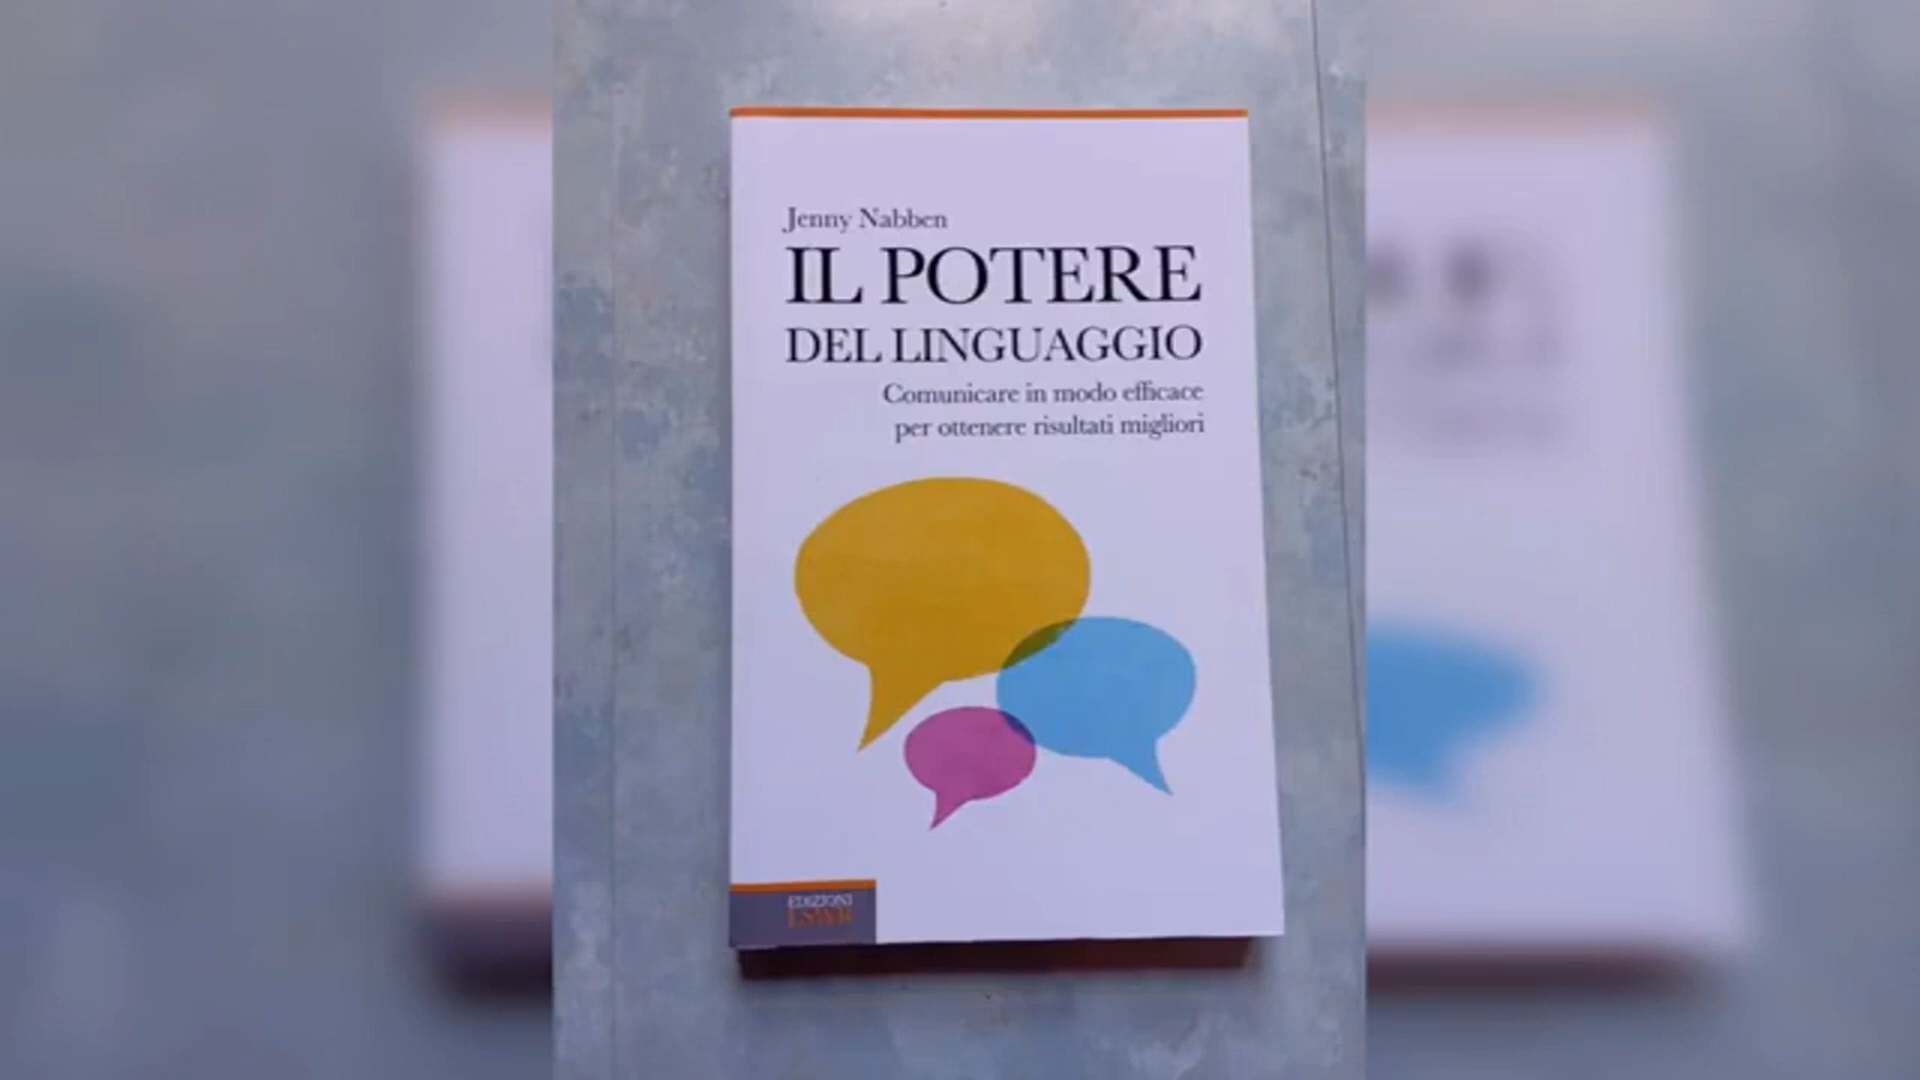 Jenny Nabben
IL POTERE
DEL LINGUAGGIO
Comunicare in modo efficace
per ottenere risultati migliori
EDIZIONI
LSWR